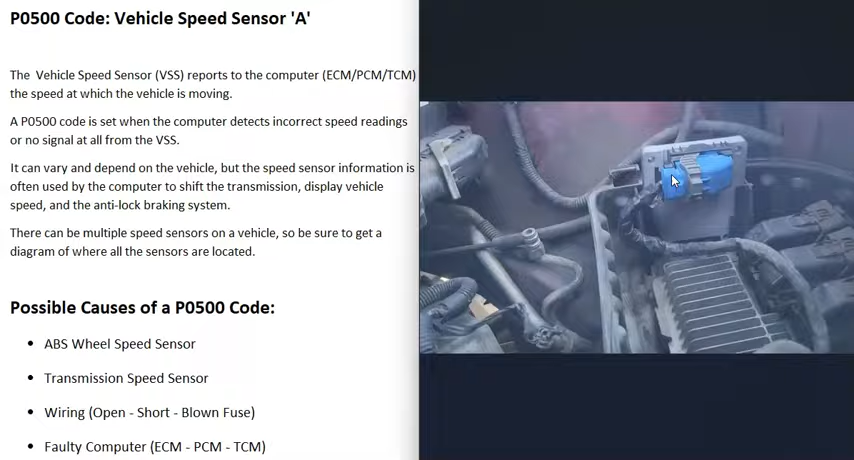 P0500 Code: Vehicle Speed Sensor 'A'
The  Vehicle Speed Sensor (VSS) reports to the computer (ECM/PCM/TCM)
the speed at which the vehicle is moving.
A P0500 code is set when the computer detects incorrect speed readings
or no signal at all from the VSS.
It can vary and depend on the vehicle, but the speed sensor information is
often used by the computer to shift the transmission, display vehicle
speed, and the anti-lock braking system.
There can be multiple speed sensors on a vehicle, so be sure to get a
diagram of where all the sensors are located.
Possible Causes of a P0500 Code:
• ABS Wheel Speed Sensor
• Transmission Speed Sensor
• Wiring (Open - Short - Blown Fuse)
• Faulty Computer (ECM - PCM - TCM)